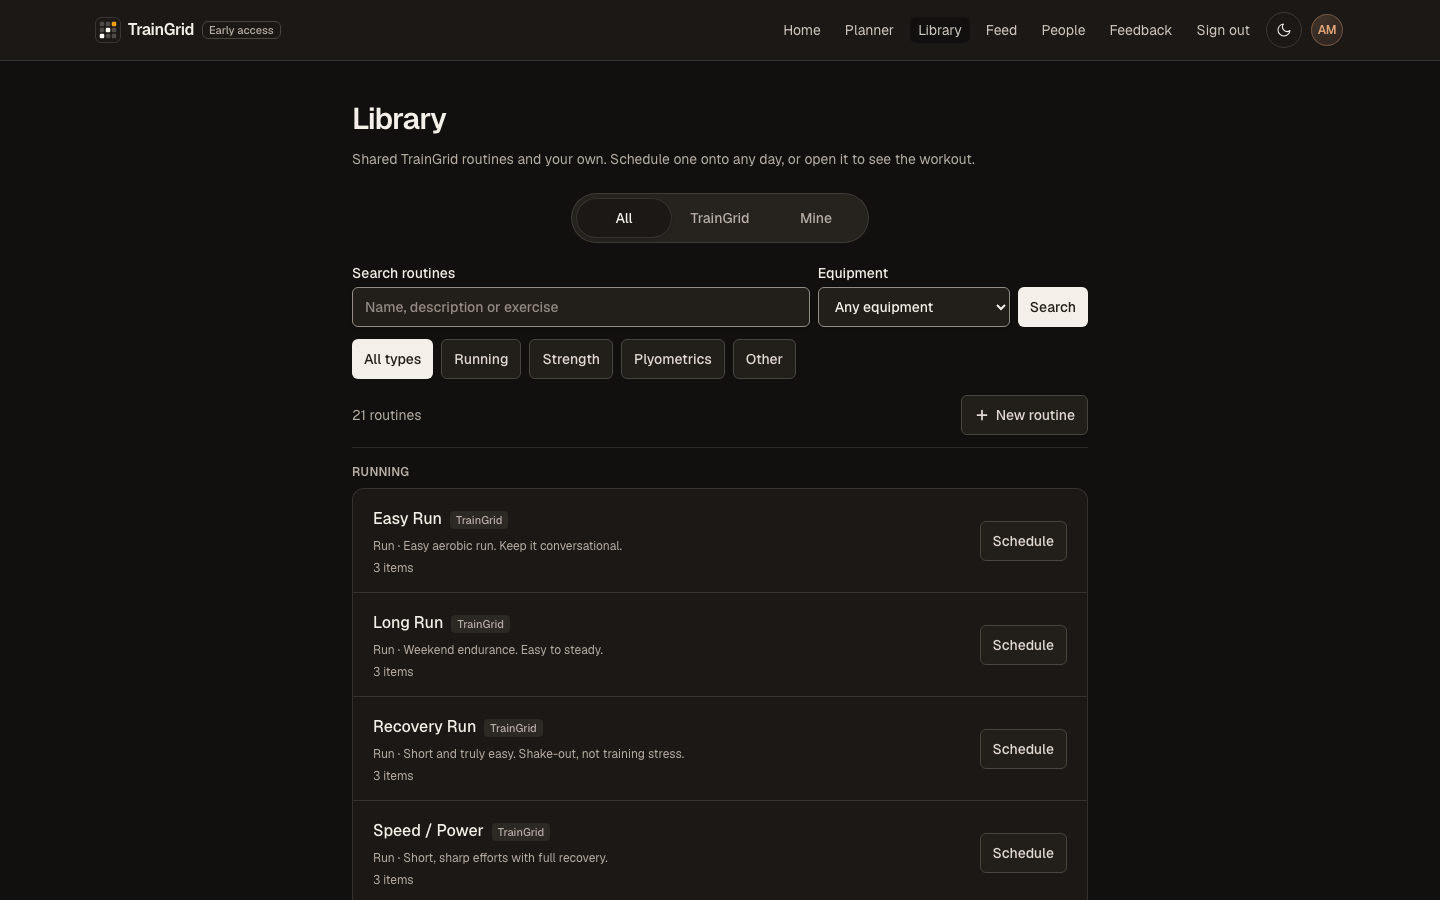 TrainGrid Early access Home Planner Library Feed People Feedback Sign out AM
Library
Shared TrainGrid routines and your own. Schedule one onto any day, or open it to see the workout.
All TrainGrid Mine
Search routines Equipment
Name, description or exercise Any equipment Search
All types Running Strength Plyometrics Other
21 routines + New routine
RUNNING
Easy Run TrainGrid
Run · Easy aerobic run. Keep it conversational.
3 items
Schedule
Long Run TrainGrid
Run · Weekend endurance. Easy to steady.
3 items
Schedule
Recovery Run TrainGrid
Run · Short and truly easy. Shake-out, not training stress.
3 items
Schedule
Speed / Power TrainGrid
Run · Short, sharp efforts with full recovery.
3 items
Schedule